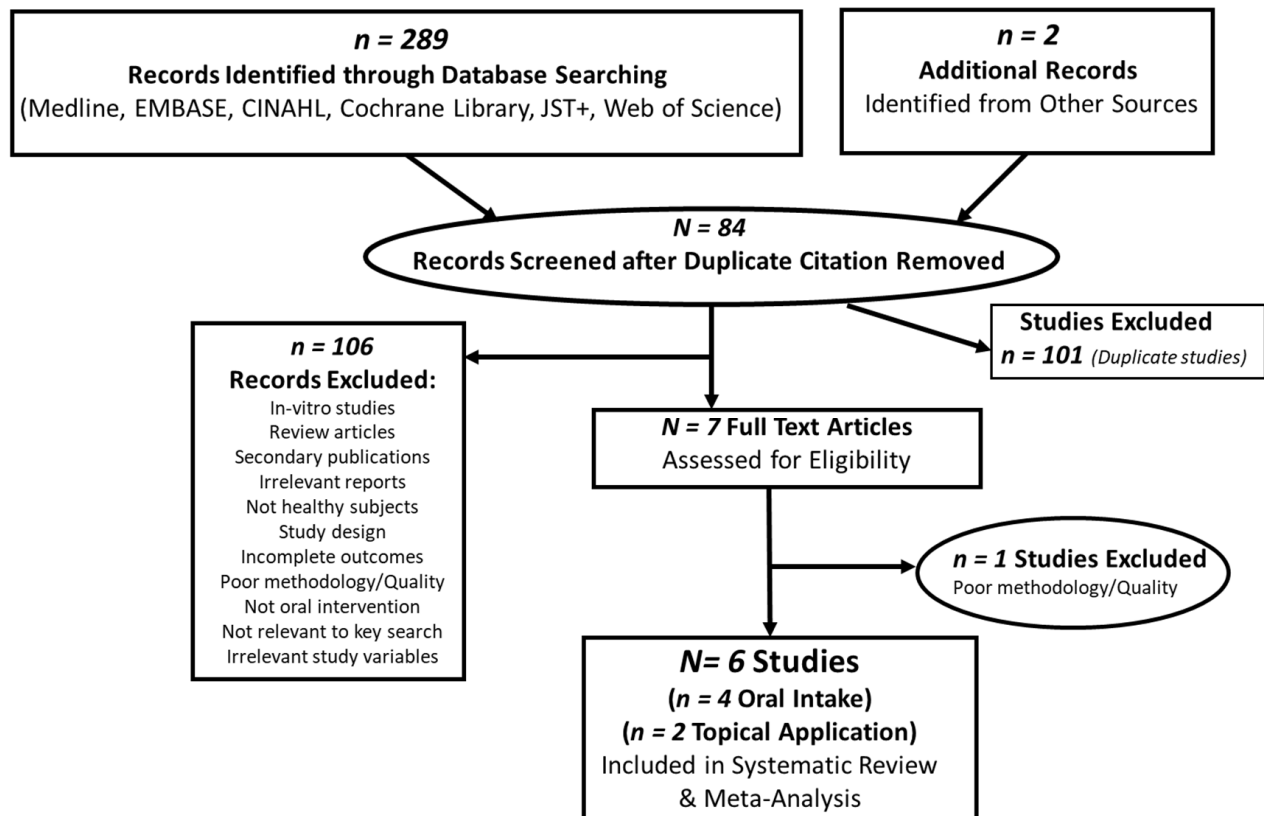 n = 289
Records Identified through Database Searching
(Medline, EMBASE, CINAHL, Cochrane Library, JST+, Web of Science)
n = 2
Additional Records
Identified from Other Sources
N = 84
Records Screened after Duplicate Citation Removed
Studies Excluded
n = 101 (Duplicate studies)
n = 106
Records Excluded:
In-vitro studies
Review articles
Secondary publications
Irrelevant reports
Not healthy subjects
Study design
Incomplete outcomes
Poor methodology/Quality
Not oral intervention
Not relevant to key search
Irrelevant study variables
N = 7 Full Text Articles
Assessed for Eligibility
n = 1 Studies Excluded
Poor methodology/Quality
N= 6 Studies
(n = 4 Oral Intake)
(n = 2 Topical Application)
Included in Systematic Review
& Meta-Analysis